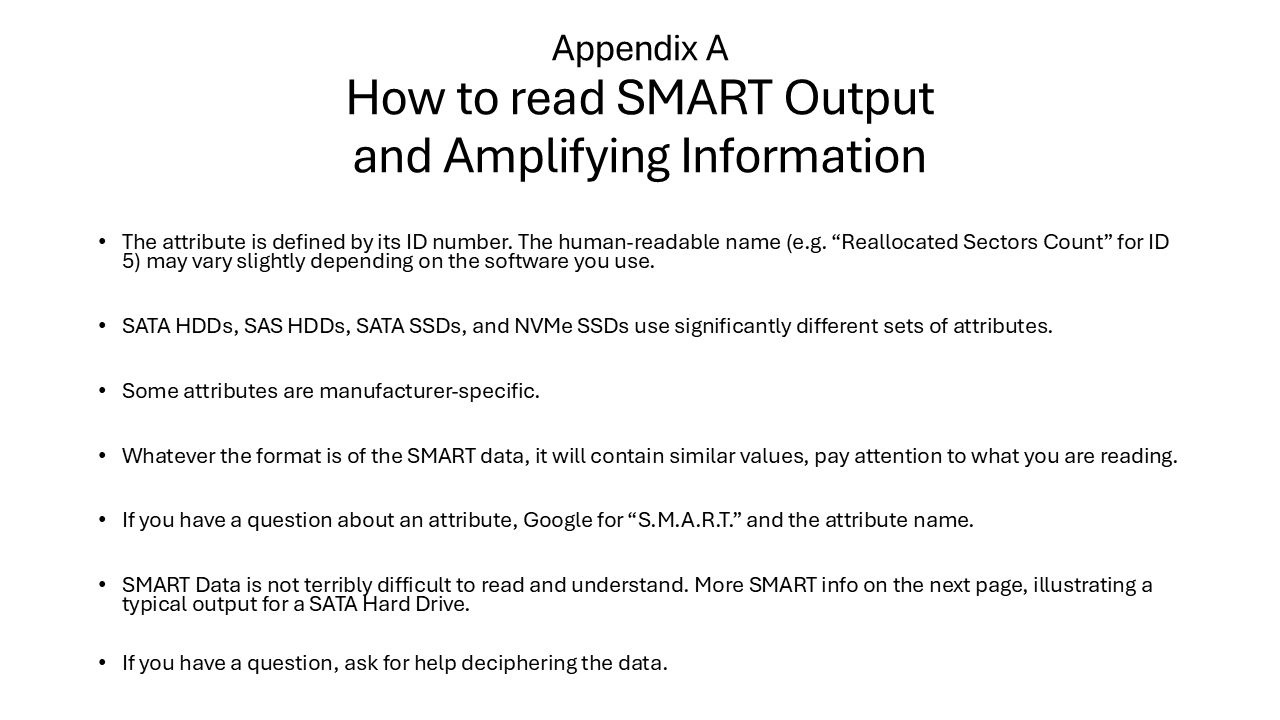 Appendix A
How to read SMART Output
and Amplifying Information
• The attribute is defined by its ID number. The human-readable name (e.g. “Reallocated Sectors Count” for ID
5) may vary slightly depending on the software you use.
• SATA HDDs, SAS HDDs, SATA SSDs, and NVMe SSDs use significantly different sets of attributes.
• Some attributes are manufacturer-specific.
• Whatever the format is of the SMART data, it will contain similar values, pay attention to what you are reading.
• If you have a question about an attribute, Google for “S.M.A.R.T.” and the attribute name.
• SMART Data is not terribly difficult to read and understand. More SMART info on the next page, illustrating a
typical output for a SATA Hard Drive.
• If you have a question, ask for help deciphering the data.